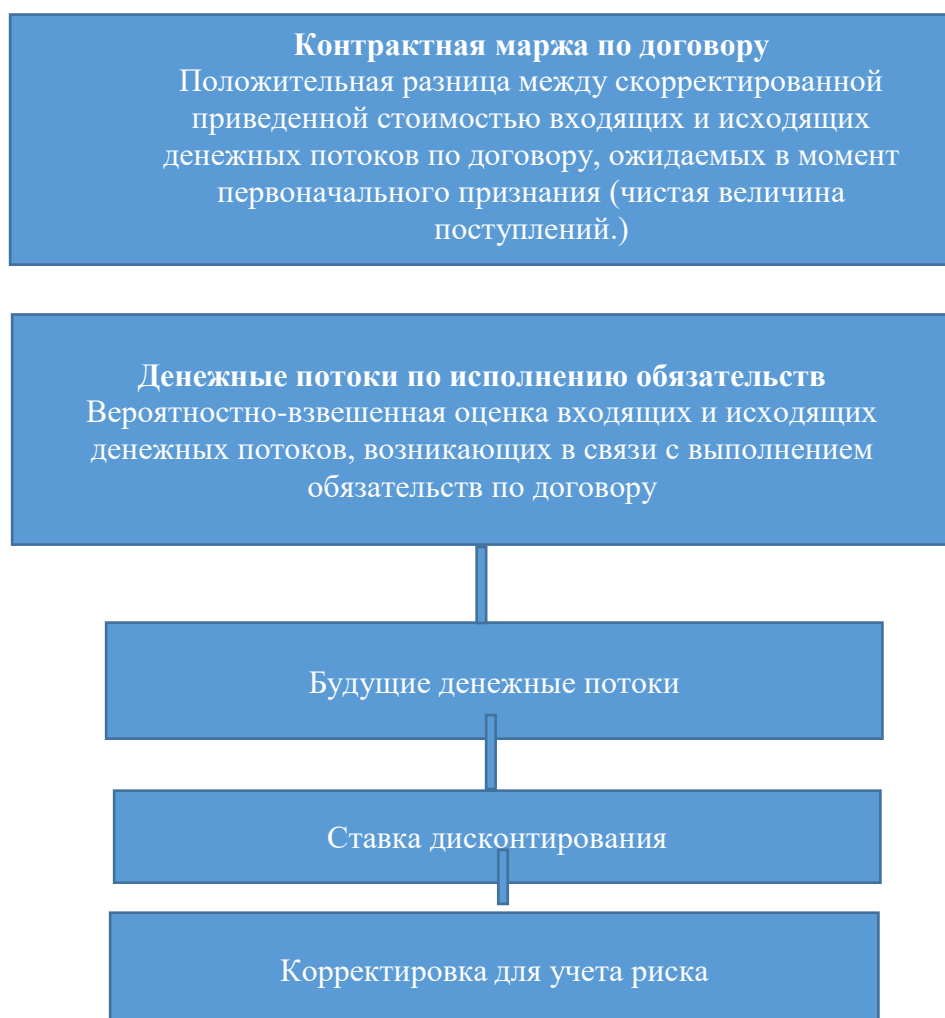 Контрактная маржа по договору
Положительная разница между скорректированной
приведенной стоимостью входящих и исходящих
денежных потоков по договору, ожидаемых в момент
первоначального признания (чистая величина
поступлений.)
Денежные потоки по исполнению обязательств
Вероятностно-взвешенная оценка входящих и исходящих
денежных потоков, возникающих в связи с выполнением
обязательств по договору
Будущие денежные потоки
Ставка дисконтирования
Корректировка для учета риска